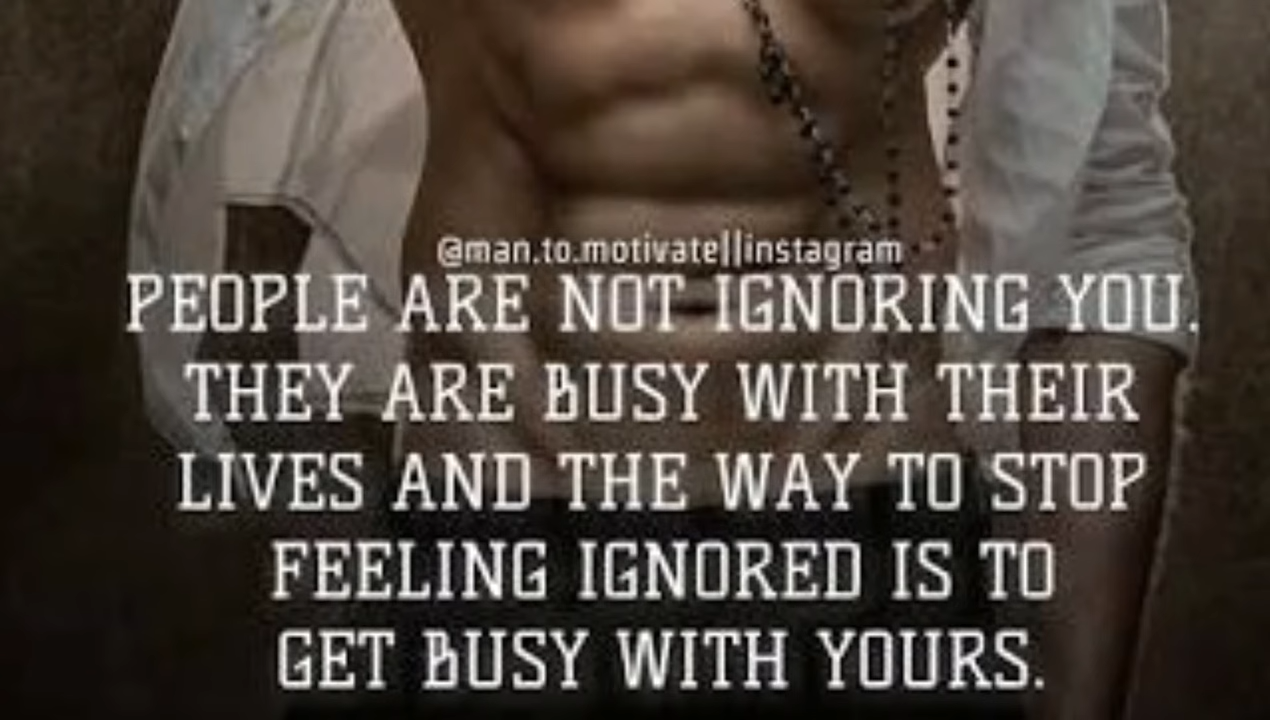 @man.to.motivate||instagram
PEOPLE ARE NOT IGNORING YOU.
THEY ARE BUSY WITH THEIR
LIVES AND THE WAY TO STOP
FEELING IGNORED IS TO
GET BUSY WITH YOURS.